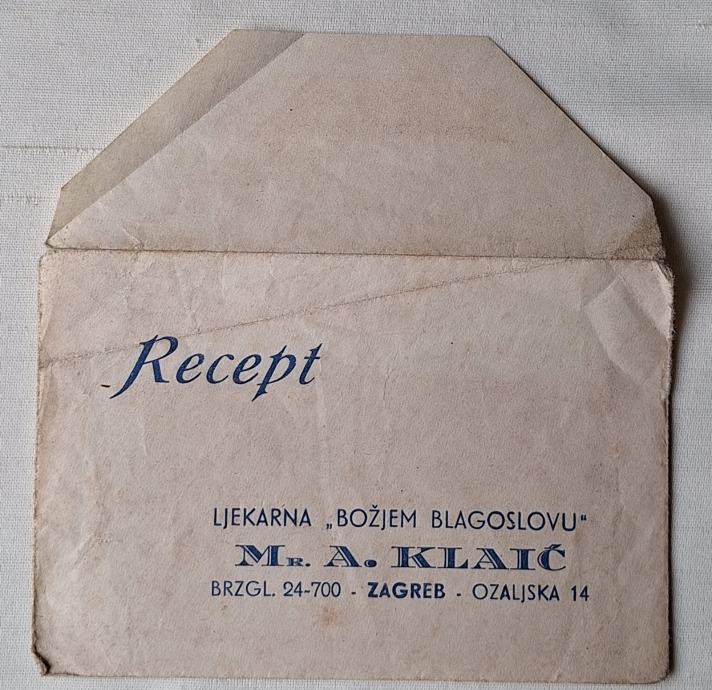 Recept
LJEKARNA „BOŽJEM BLAGOSLOVU“
MR. A. KLAIĆ
BRZGL. 24-700 - ZAGREB - OZALJSKA 14